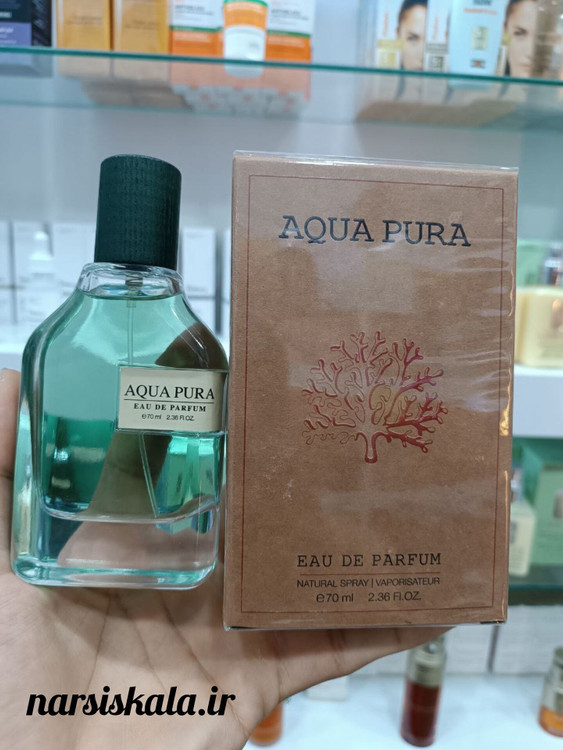 AQUA PURA
EAU DE PARFUM
e70 ml 2.36 Fl.OZ.
AQUA PURA
EAU DE PARFUM
NATURAL SPRAY | VAPORISATEUR
e70 ml 2.36 Fl.OZ.
narsiskala.ir